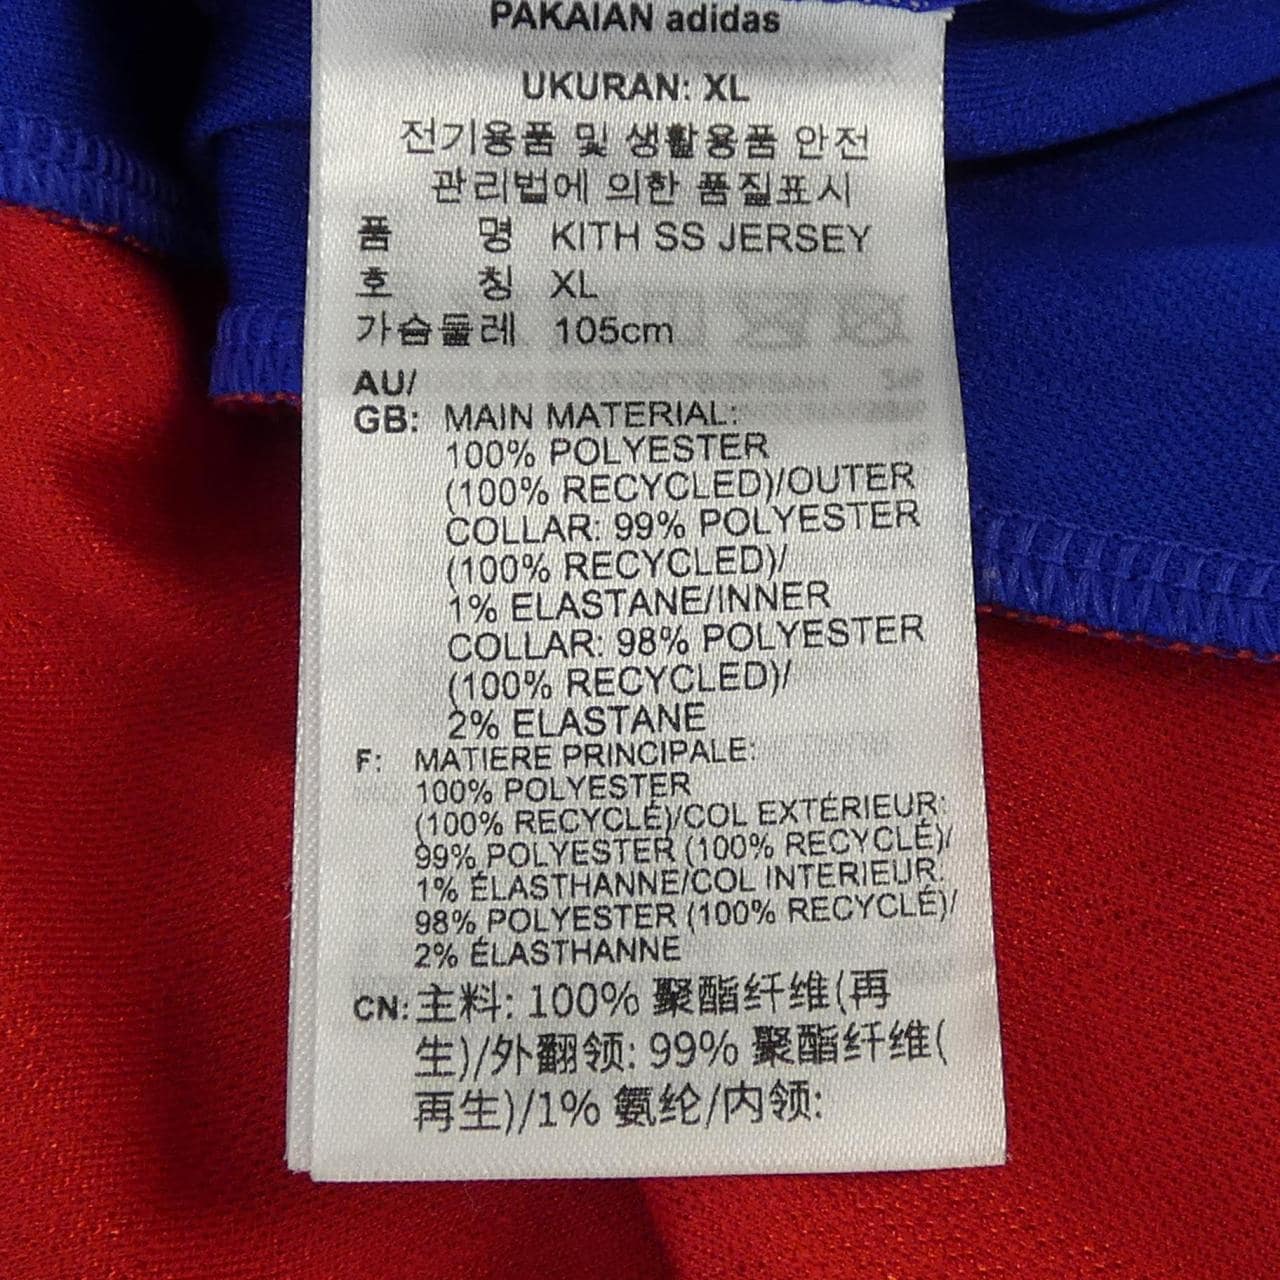 PAKAIAN adidas
UKURAN: XL
전기용품 및 생활용품 안전
관리법에 의한 품질표시
품 명 KITH SS JERSEY
호 칭 XL
가슴둘레 105cm
AU/
GB: MAIN MATERIAL:
100% POLYESTER
(100% RECYCLED)/OUTER
COLLAR: 99% POLYESTER
(100% RECYCLED)/
1% ELASTANE/INNER
COLLAR: 98% POLYESTER
(100% RECYCLED)/
2% ELASTANE
F: MATIERE PRINCIPALE:
100% POLYESTER
(100% RECYCLÉ)/COL EXTÉRIEUR:
99% POLYESTER (100% RECYCLÉ)/
1% ÉLASTHANNE/COL INTERIEUR:
98% POLYESTER (100% RECYCLÉ)/
2% ÉLASTHANNE
CN: 主料: 100% 聚酯纤维(再
生)/外翻领: 99% 聚酯纤维(
再生)/1% 氨纶/内领: